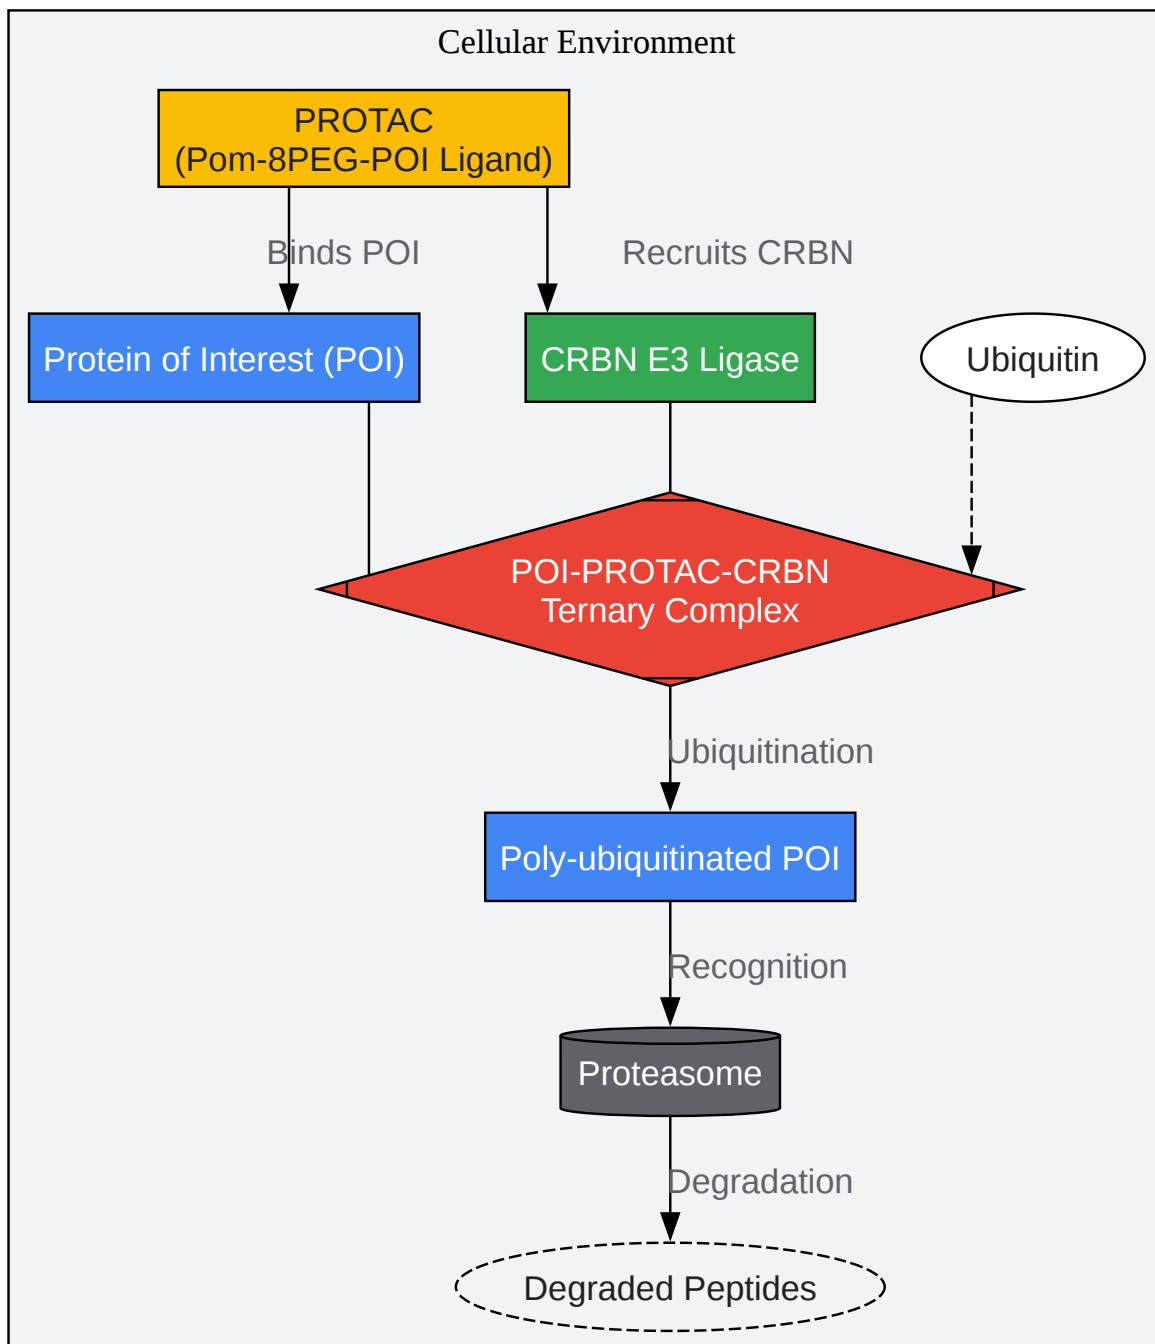 Cellular Environment
PROTAC
(Pom-8PEG-POI Ligand)
Binds POI
Recruits CRBN
Protein of Interest (POI)
CRBN E3 Ligase
Ubiquitin
POI-PROTAC-CRBN
Ternary Complex
Ubiquitination
Poly-ubiquitinated POI
Recognition
Proteasome
Degradation
Degraded Peptides